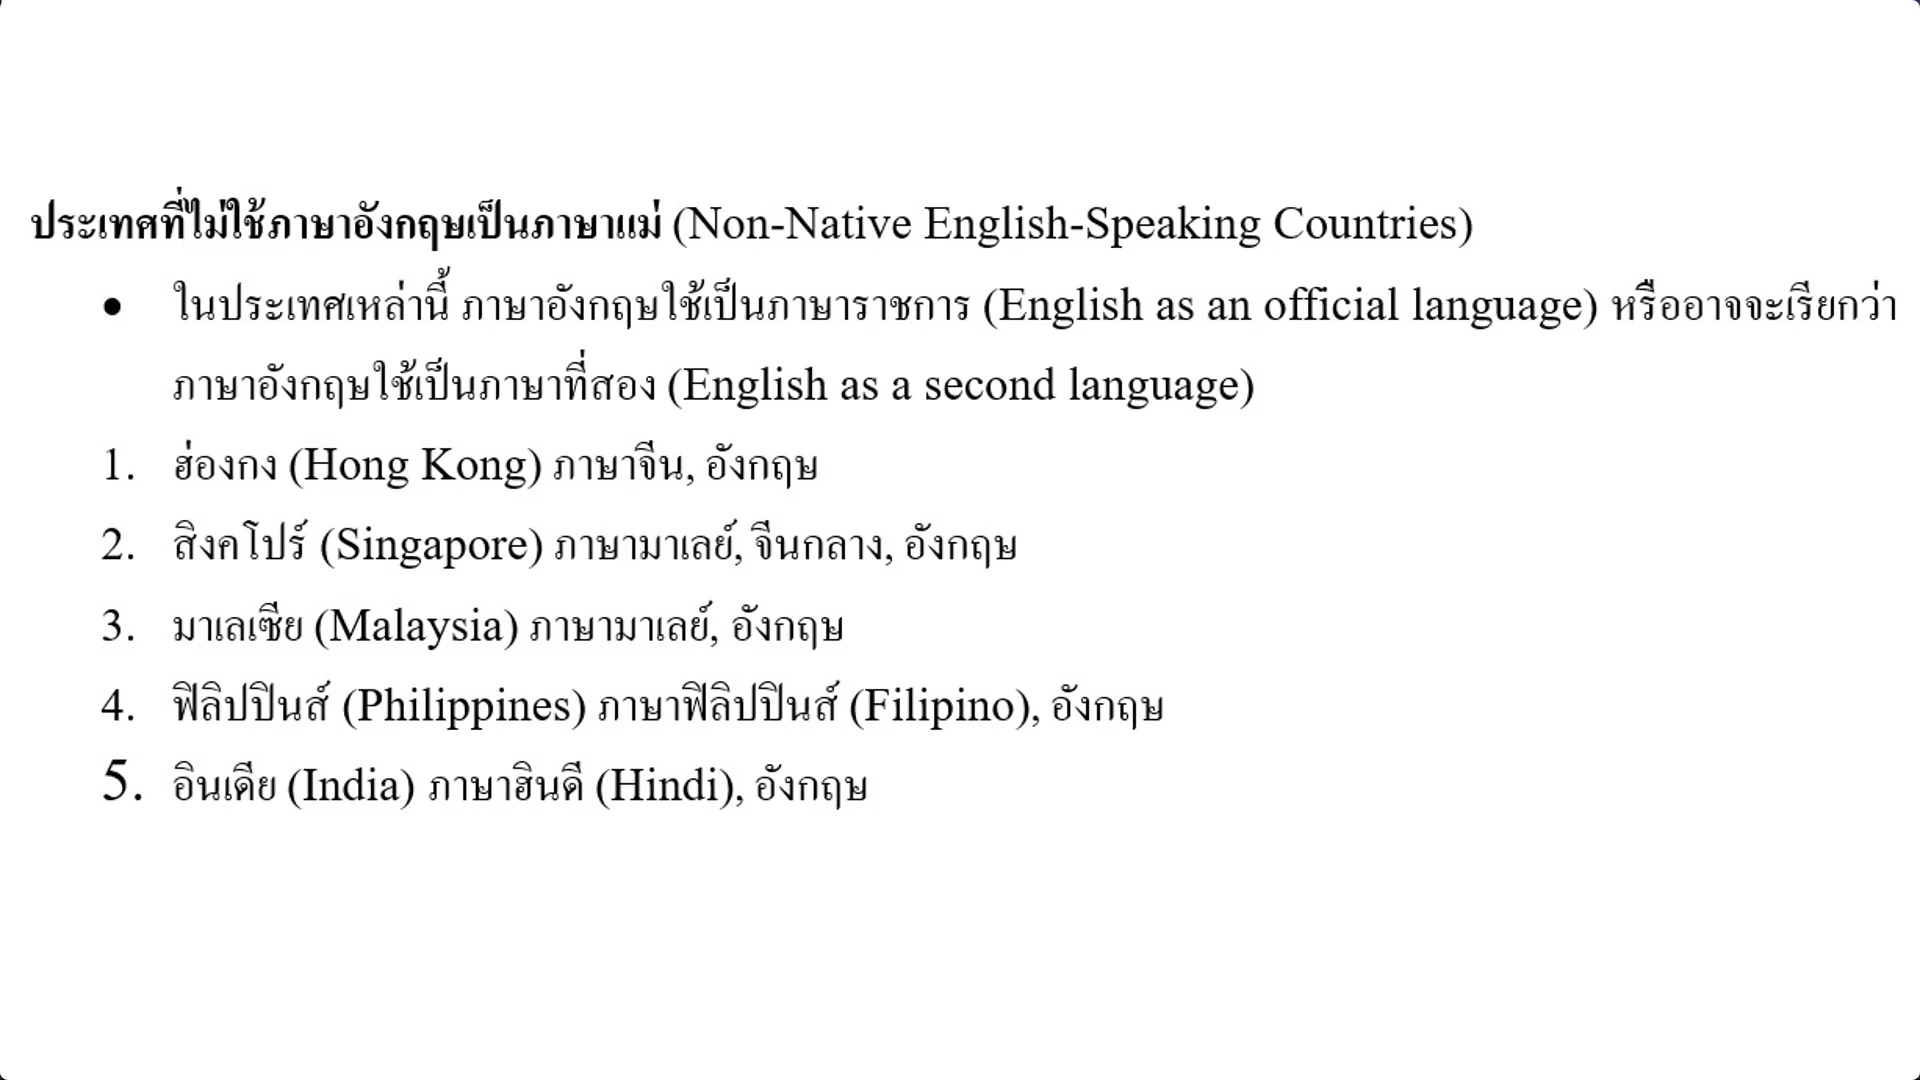 ประเทศที่ไม่ใช้ภาษาอังกฤษเป็นภาษาแม่ (Non-Native English-Speaking Countries)
• ในประเทศเหล่านี้ ภาษาอังกฤษใช้เป็นภาษาราชการ (English as an official language) หรืออาจจะเรียกว่า
ภาษาอังกฤษใช้เป็นภาษาที่สอง (English as a second language)
1. ฮ่องกง (Hong Kong) ภาษาจีน, อังกฤษ
2. สิงคโปร์ (Singapore) ภาษามาเลย์, จีนกลาง, อังกฤษ
3. มาเลเซีย (Malaysia) ภาษามาเลย์, อังกฤษ
4. ฟิลิปปินส์ (Philippines) ภาษาฟิลิปปินส์ (Filipino), อังกฤษ
5. อินเดีย (India) ภาษาฮินดี (Hindi), อังกฤษ